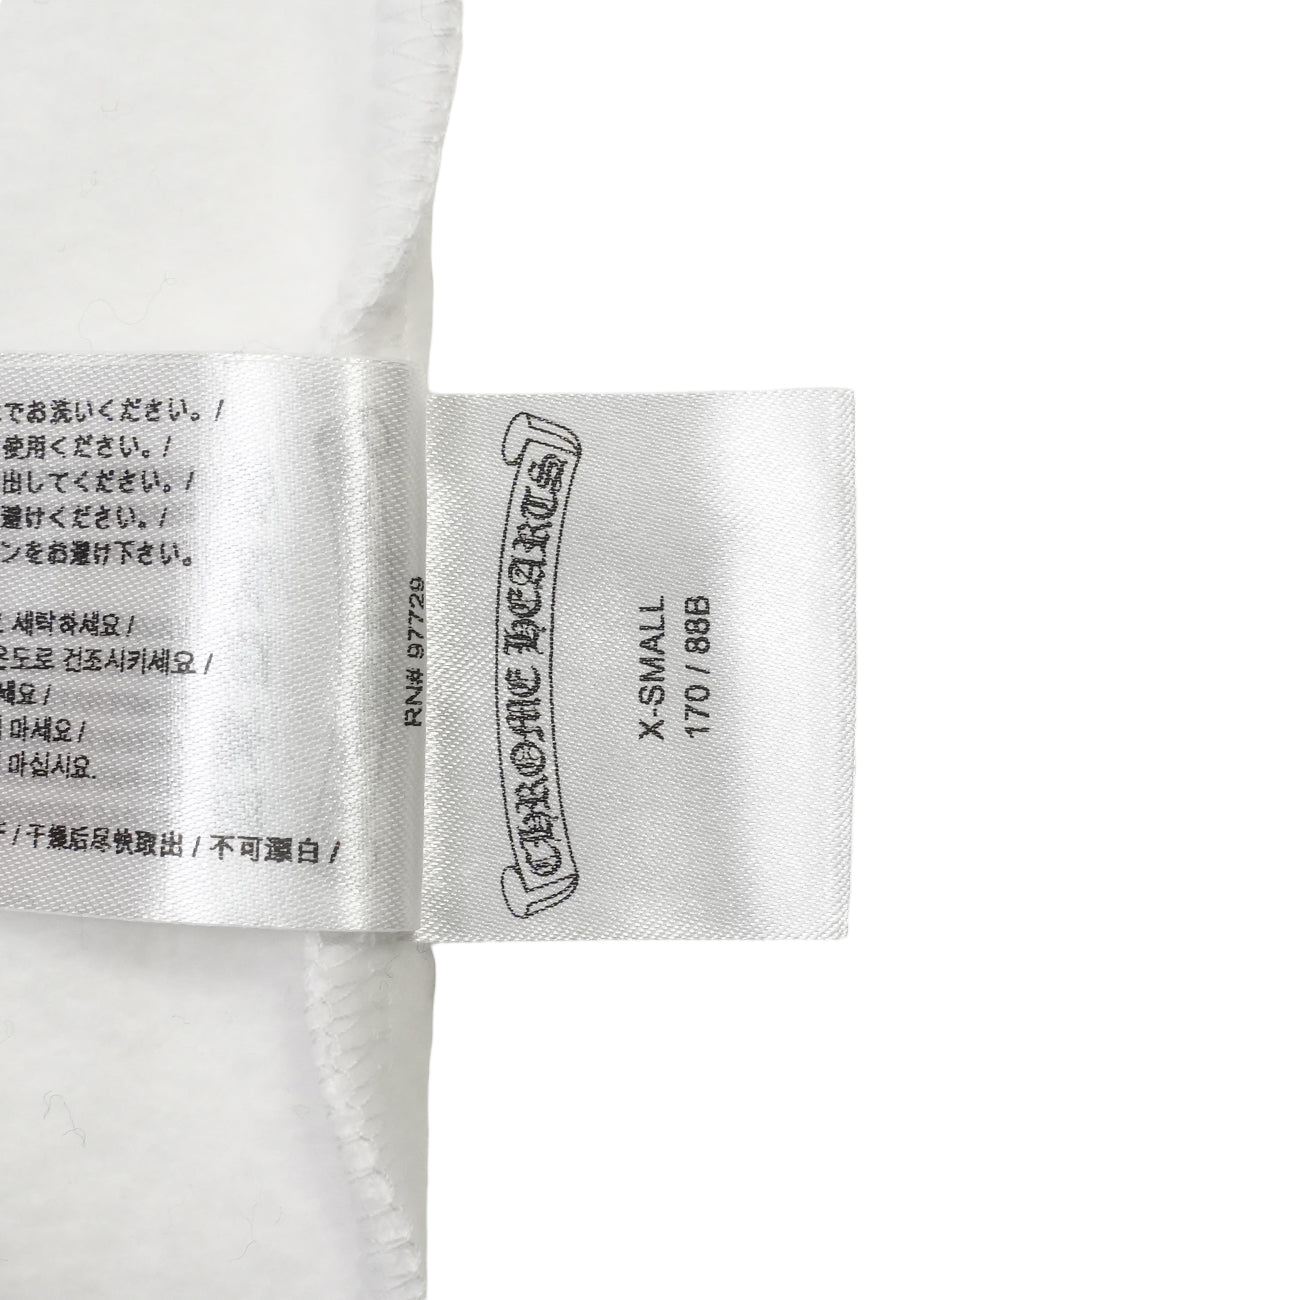 でお洗いください。/
使用ください。/
出してください。/
避けください。/
ンをお避け下さい。
세탁하세요 /
온도로 건조시키세요 /
세요 /
마세요 /
마십시요.
/ 干燥后尽快取出 / 不可漂白 /
RN# 97729
CHROME HEARTS
X-SMALL
170 / 88B